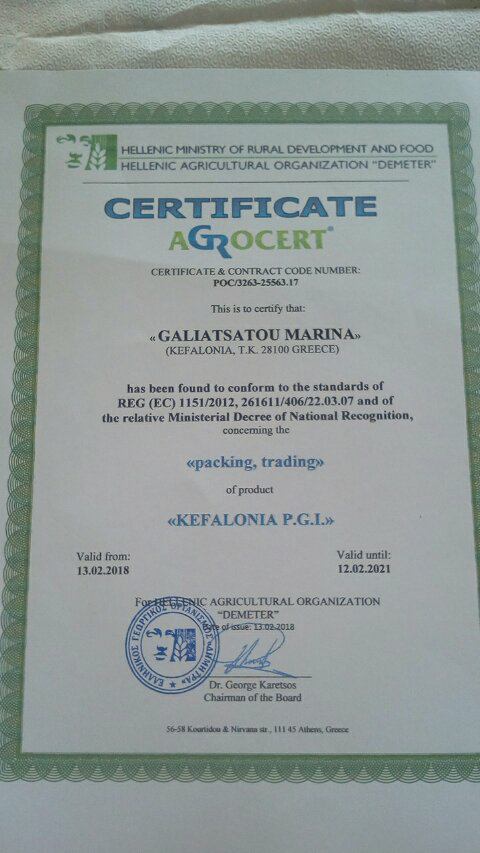 HELLENIC MINISTRY OF RURAL DEVELOPMENT AND FOOD
HELLENIC AGRICULTURAL ORGANIZATION "DEMETER"
CERTIFICATE
AGROCERT®
CERTIFICATE & CONTRACT CODE NUMBER:
POC/3263-25563.17
This is to certify that:
«GALIATSATOU MARINA»
(KEFALONIA, T.K. 28100 GREECE)
has been found to conform to the standards of
REG (EC) 1151/2012, 261611/406/22.03.07 and of
the relative Ministerial Decree of National Recognition,
concerning the
«packing, trading»
of product
«KEFALONIA P.G.I.»
Valid from:
13.02.2018
Valid until:
12.02.2021
For HELLENIC AGRICULTURAL ORGANIZATION
"DEMETER"
Date of issue: 13.02.2018
ΕΛΛΗΝΙΚΟΣ ΓΕΩΡΓΙΚΟΣ ΟΡΓΑΝΙΣΜΟΣ «ΔΗΜΗΤΡΑ»
Dr. George Karetsos
Chairman of the Board
56-58 Kourtidou & Nirvana str., 111 45 Athens, Greece